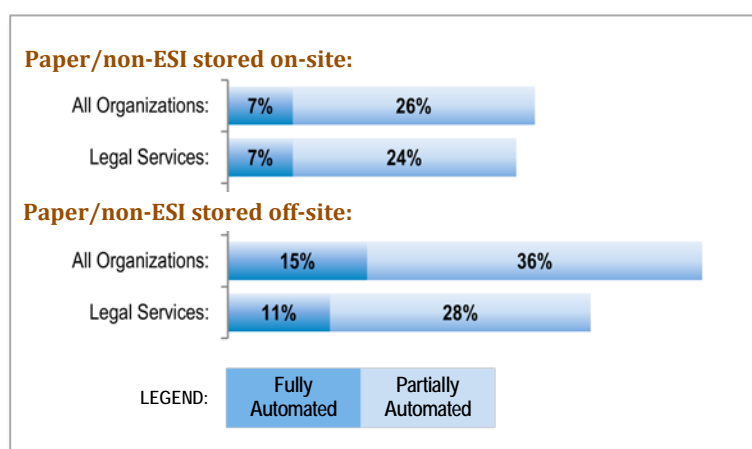 Paper/non-ESI stored on-site:
All Organizations: 7% 26%
Legal Services: 7% 24%
Paper/non-ESI stored off-site:
All Organizations: 15% 36%
Legal Services: 11% 28%
LEGEND: Fully Automated Partially Automated